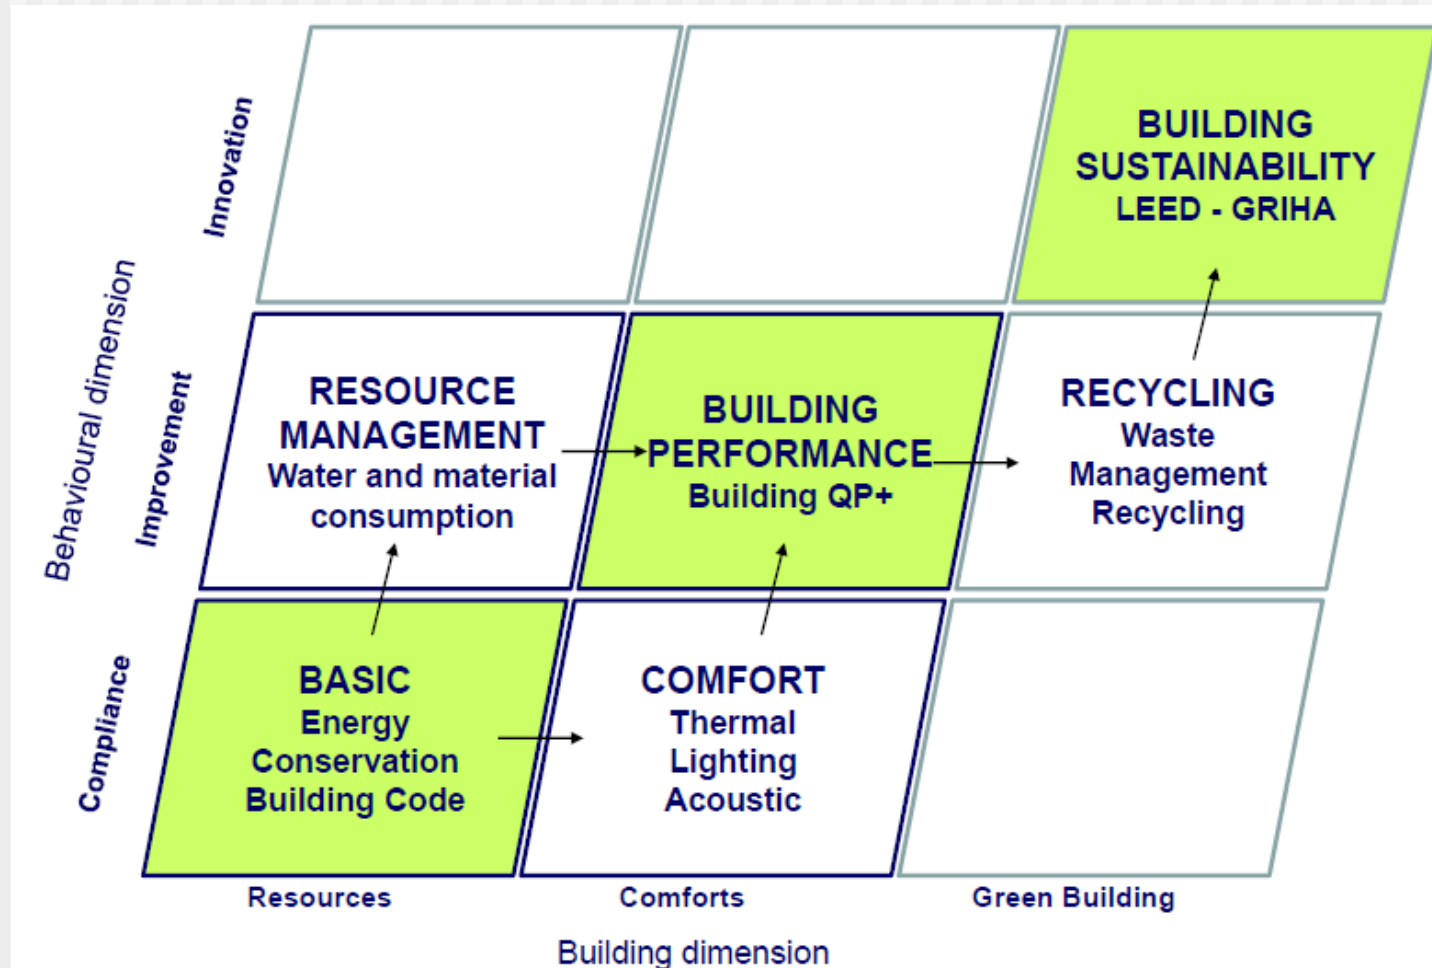 Behavioural dimension
Innovation
BUILDING
SUSTAINABILITY
LEED - GRIHA
Improvement
RESOURCE
MANAGEMENT
Water and material
consumption
BUILDING
PERFORMANCE
Building QP+
RECYCLING
Waste
Management
Recycling
Compliance
BASIC
Energy
Conservation
Building Code
COMFORT
Thermal
Lighting
Acoustic
Resources
Comforts
Green Building
Building dimension